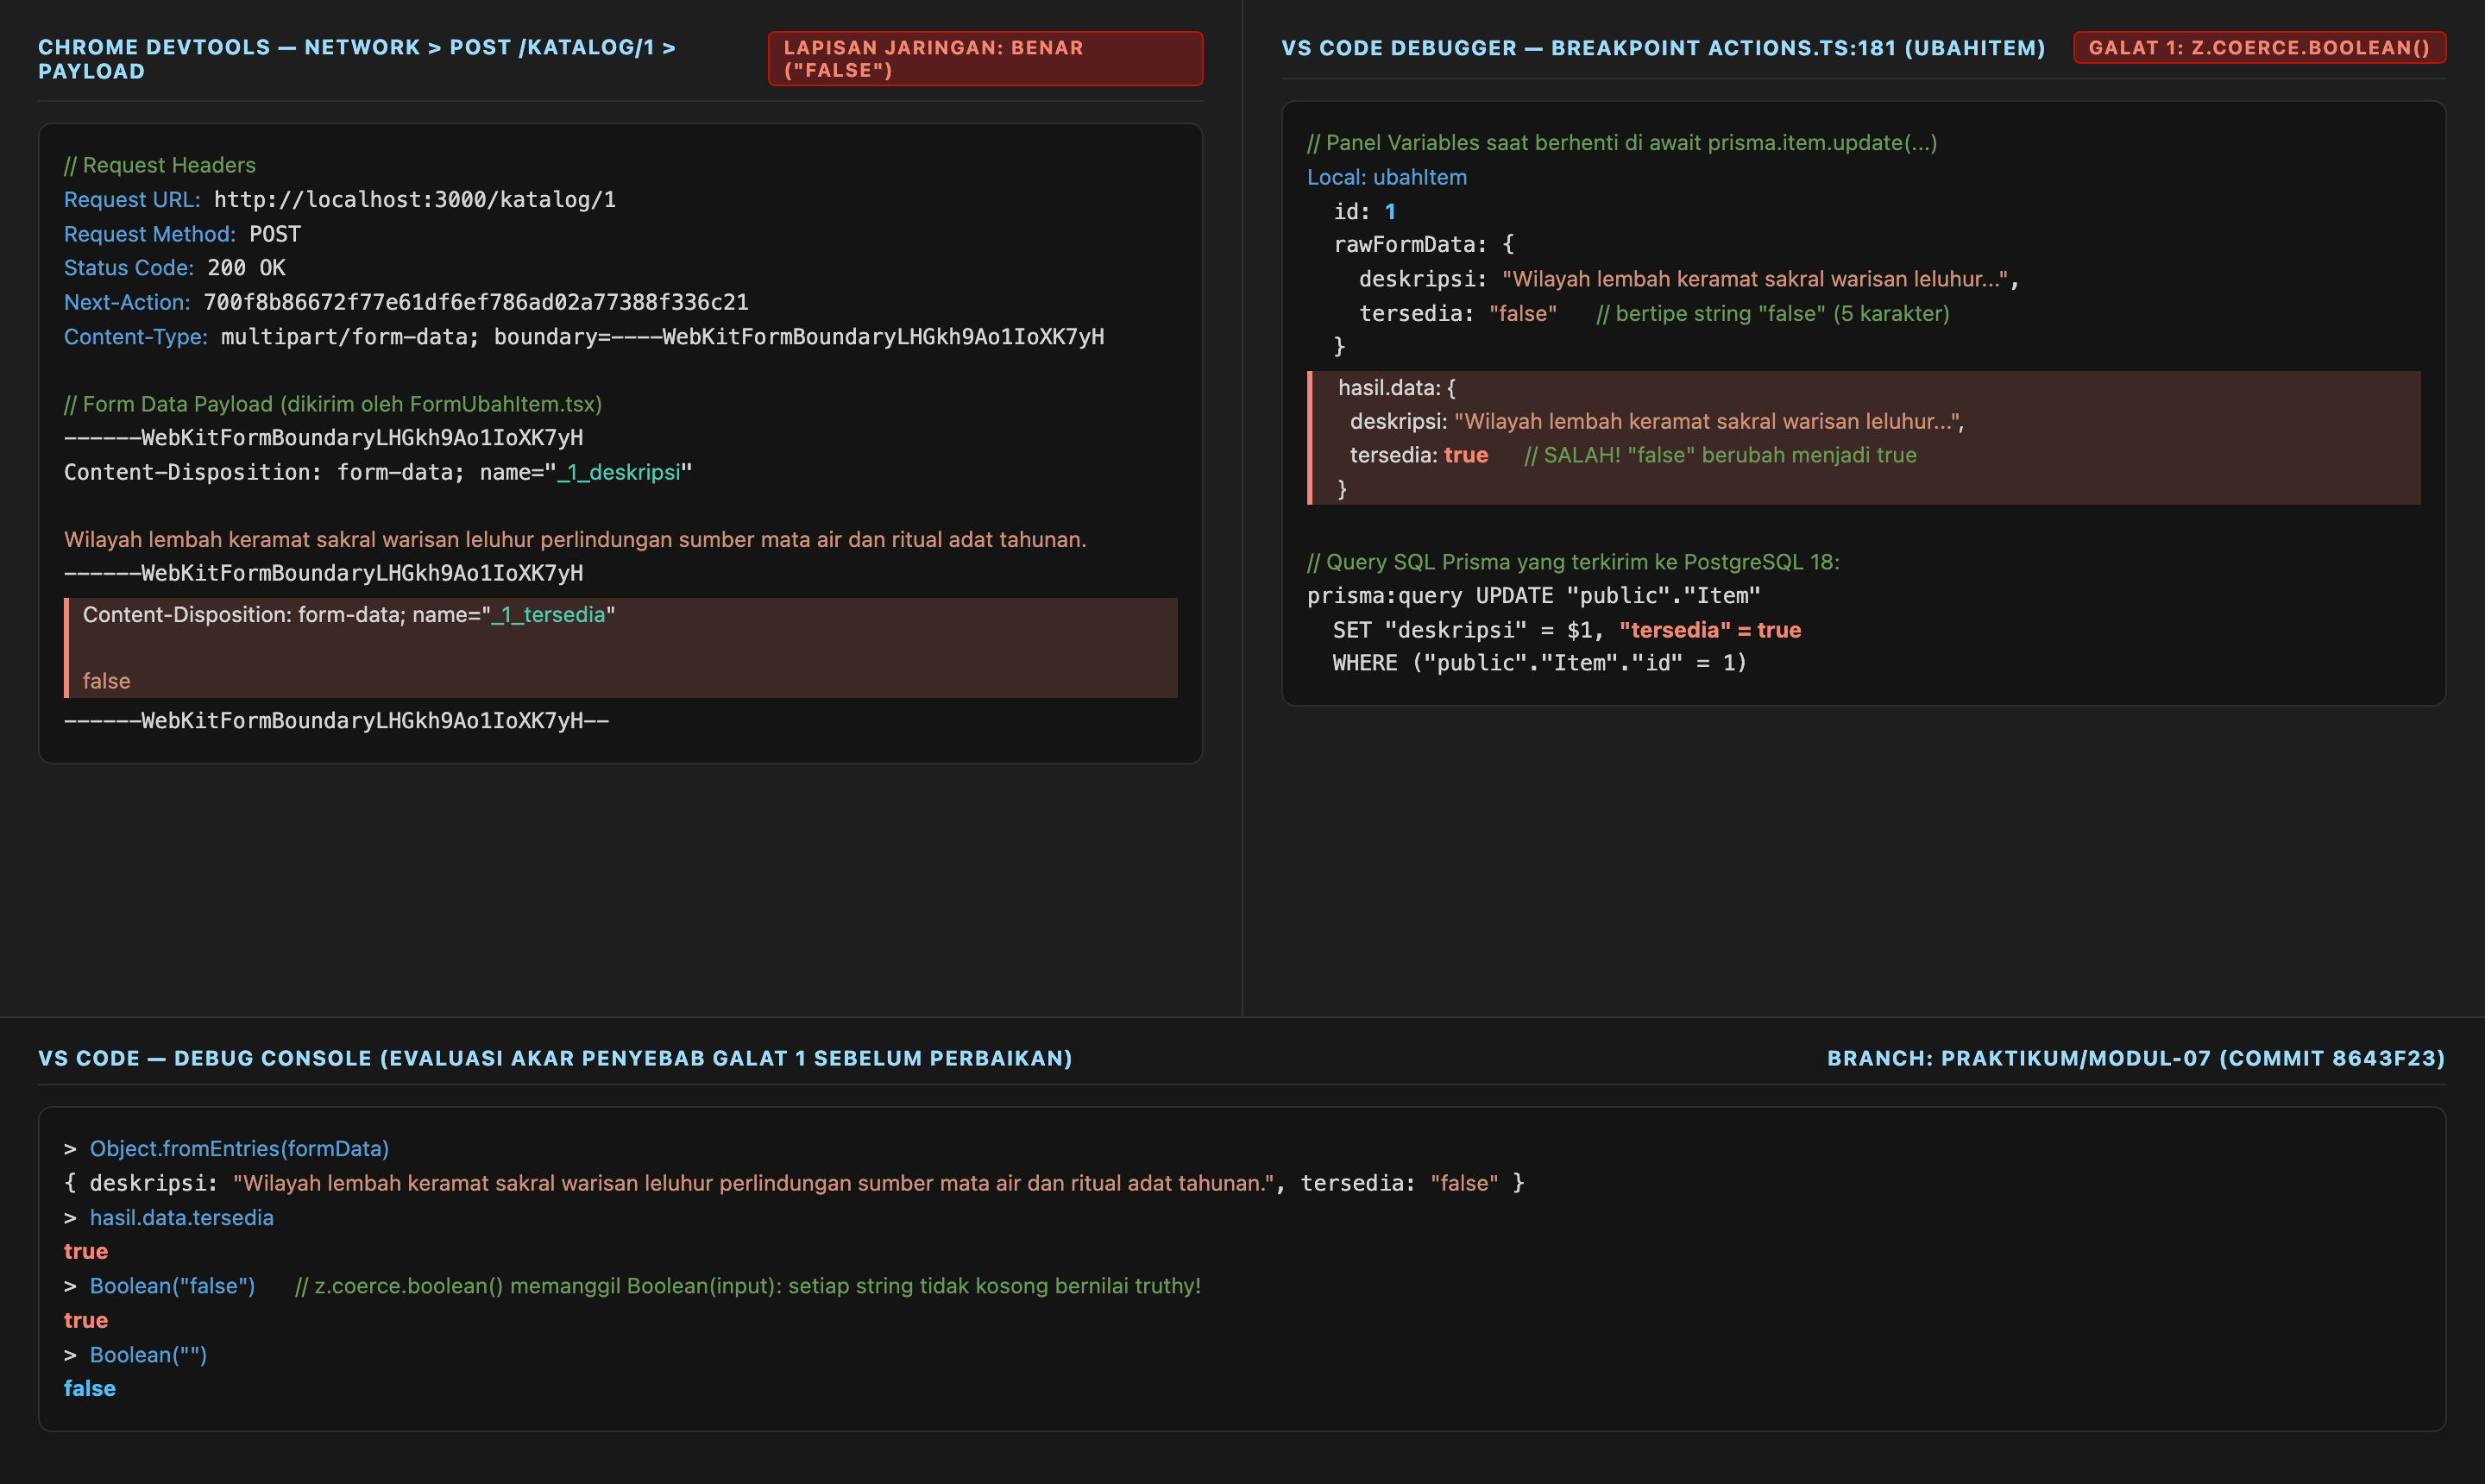 CHROME DEVTOOLS — NETWORK > POST /KATALOG/1 >
PAYLOAD
LAPISAN JARINGAN: BENAR
("FALSE")
// Request Headers
Request URL: http://localhost:3000/katalog/1
Request Method: POST
Status Code: 200 OK
Next-Action: 700f8b86672f77e61df6ef786ad02a77388f336c21
Content-Type: multipart/form-data; boundary=----WebKitFormBoundaryLHGkh9Ao1IoXK7yH
// Form Data Payload (dikirim oleh FormUbahItem.tsx)
------WebKitFormBoundaryLHGkh9Ao1IoXK7yH
Content-Disposition: form-data; name="_1_deskripsi"
Wilayah lembah keramat sakral warisan leluhur perlindungan sumber mata air dan ritual adat tahunan.
------WebKitFormBoundaryLHGkh9Ao1IoXK7yH
Content-Disposition: form-data; name="_1_tersedia"
false
------WebKitFormBoundaryLHGkh9Ao1IoXK7yH--
VS CODE DEBUGGER — BREAKPOINT ACTIONS.TS:181 (UBAHITEM)
GALAT 1: Z.COERCE.BOOLEAN()
// Panel Variables saat berhenti di await prisma.item.update(...)
Local: ubahItem
id: 1
rawFormData: {
deskripsi: "Wilayah lembah keramat sakral warisan leluhur...",
tersedia: "false" // bertipe string "false" (5 karakter)
}
hasil.data: {
deskripsi: "Wilayah lembah keramat sakral warisan leluhur...",
tersedia: true // SALAH! "false" berubah menjadi true
}
// Query SQL Prisma yang terkirim ke PostgreSQL 18:
prisma:query UPDATE "public"."Item"
SET "deskripsi" = $1, "tersedia" = true
WHERE ("public"."Item"."id" = 1)
VS CODE — DEBUG CONSOLE (EVALUASI AKAR PENYEBAB GALAT 1 SEBELUM PERBAIKAN)
BRANCH: PRAKTIKUM/MODUL-07 (COMMIT 8643F23)
> Object.fromEntries(formData)
{ deskripsi: "Wilayah lembah keramat sakral warisan leluhur perlindungan sumber mata air dan ritual adat tahunan.", tersedia: "false" }
> hasil.data.tersedia
true
> Boolean("false") // z.coerce.boolean() memanggil Boolean(input): setiap string tidak kosong bernilai truthy!
true
> Boolean("")
false